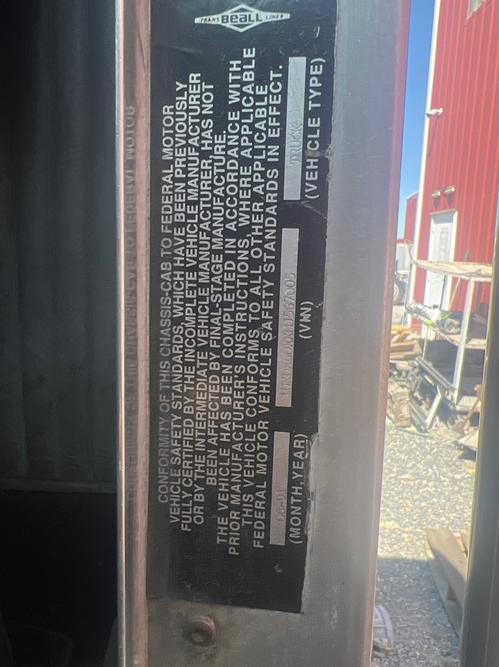 TRANS BEALL LINER
CONFORMITY OF THIS CHASSIS-CAB TO FEDERAL MOTOR
VEHICLE SAFETY STANDARDS, WHICH HAVE BEEN PREVIOUSLY
FULLY CERTIFIED BY THE INCOMPLETE VEHICLE MANUFACTURER
OR BY THE INTERMEDIATE VEHICLE MANUFACTURER, HAS NOT
BEEN AFFECTED BY FINAL-STAGE MANUFACTURE.
THE VEHICLE HAS BEEN COMPLETED IN ACCORDANCE WITH
PRIOR MANUFACTURER'S INSTRUCTIONS, WHERE APPLICABLE
THIS VEHICLE CONFORMS TO ALL OTHER APPLICABLE
FEDERAL MOTOR VEHICLE SAFETY STANDARDS IN EFFECT.
TRUCK
(MONTH, YEAR)
(VIN)
(VEHICLE TYPE)